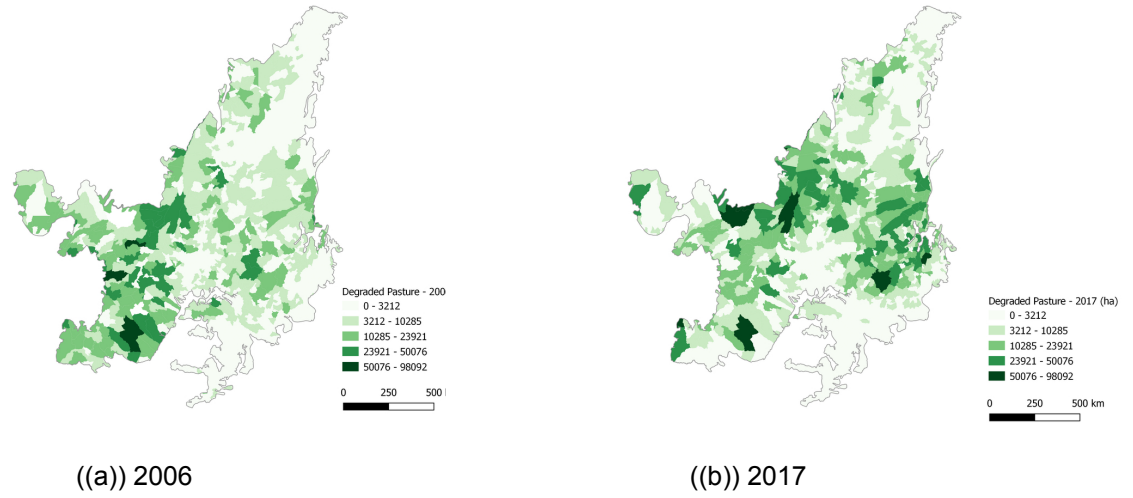 Degraded Pasture - 200
0 - 3212
3212 - 10285
10285 - 23921
23921 - 50076
50076 - 98092
0 250 500
((a)) 2006
Degraded Pasture - 2017 (ha)
0 - 3212
3212 - 10285
10285 - 23921
23921 - 50076
50076 - 98092
0 250 500 km
((b)) 2017